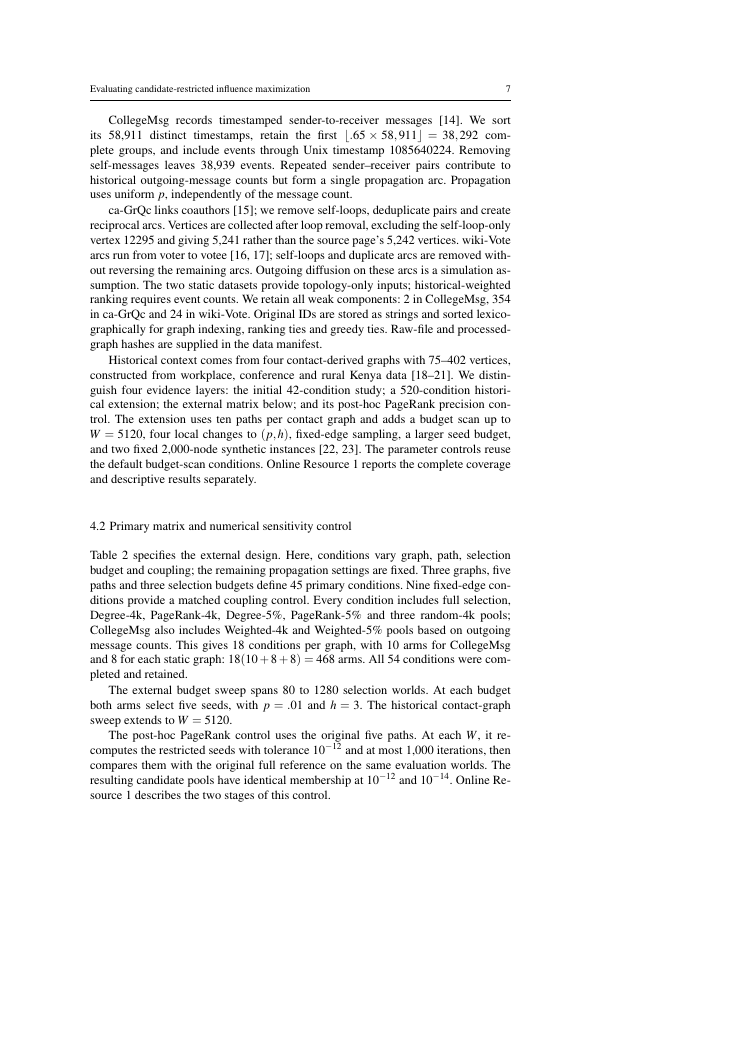 Evaluating candidate-restricted influence maximization 7
CollegeMsg records timestamped sender-to-receiver messages [14]. We sort
its 58,911 distinct timestamps, retain the first ⌊.65 × 58,911⌋ = 38,292 com-
plete groups, and include events through Unix timestamp 1085640224. Removing
self-messages leaves 38,939 events. Repeated sender–receiver pairs contribute to
historical outgoing-message counts but form a single propagation arc. Propagation
uses uniform p, independently of the message count.
ca-GrQc links coauthors [15]; we remove self-loops, deduplicate pairs and create
reciprocal arcs. Vertices are collected after loop removal, excluding the self-loop-only
vertex 12295 and giving 5,241 rather than the source page's 5,242 vertices. wiki-Vote
arcs run from voter to votee [16, 17]; self-loops and duplicate arcs are removed with-
out reversing the remaining arcs. Outgoing diffusion on these arcs is a simulation as-
sumption. The two static datasets provide topology-only inputs; historical-weighted
ranking requires event counts. We retain all weak components: 2 in CollegeMsg, 354
in ca-GrQc and 24 in wiki-Vote. Original IDs are stored as strings and sorted lexico-
graphically for graph indexing, ranking ties and greedy ties. Raw-file and processed-
graph hashes are supplied in the data manifest.
Historical context comes from four contact-derived graphs with 75–402 vertices,
constructed from workplace, conference and rural Kenya data [18–21]. We distin-
guish four evidence layers: the initial 42-condition study; a 520-condition histori-
cal extension; the external matrix below; and its post-hoc PageRank precision con-
trol. The extension uses ten paths per contact graph and adds a budget scan up to
W = 5120, four local changes to (p,h), fixed-edge sampling, a larger seed budget,
and two fixed 2,000-node synthetic instances [22, 23]. The parameter controls reuse
the default budget-scan conditions. Online Resource 1 reports the complete coverage
and descriptive results separately.
4.2 Primary matrix and numerical sensitivity control
Table 2 specifies the external design. Here, conditions vary graph, path, selection
budget and coupling; the remaining propagation settings are fixed. Three graphs, five
paths and three selection budgets define 45 primary conditions. Nine fixed-edge con-
ditions provide a matched coupling control. Every condition includes full selection,
Degree-4k, PageRank-4k, Degree-5%, PageRank-5% and three random-4k pools;
CollegeMsg also includes Weighted-4k and Weighted-5% pools based on outgoing
message counts. This gives 18 conditions per graph, with 10 arms for CollegeMsg
and 8 for each static graph: 18(10+8+8) = 468 arms. All 54 conditions were com-
pleted and retained.
The external budget sweep spans 80 to 1280 selection worlds. At each budget
both arms select five seeds, with p = .01 and h = 3. The historical contact-graph
sweep extends to W = 5120.
The post-hoc PageRank control uses the original five paths. At each W, it re-
computes the restricted seeds with tolerance 10⁻¹² and at most 1,000 iterations, then
compares them with the original full reference on the same evaluation worlds. The
resulting candidate pools have identical membership at 10⁻¹² and 10⁻¹⁴. Online Re-
source 1 describes the two stages of this control.